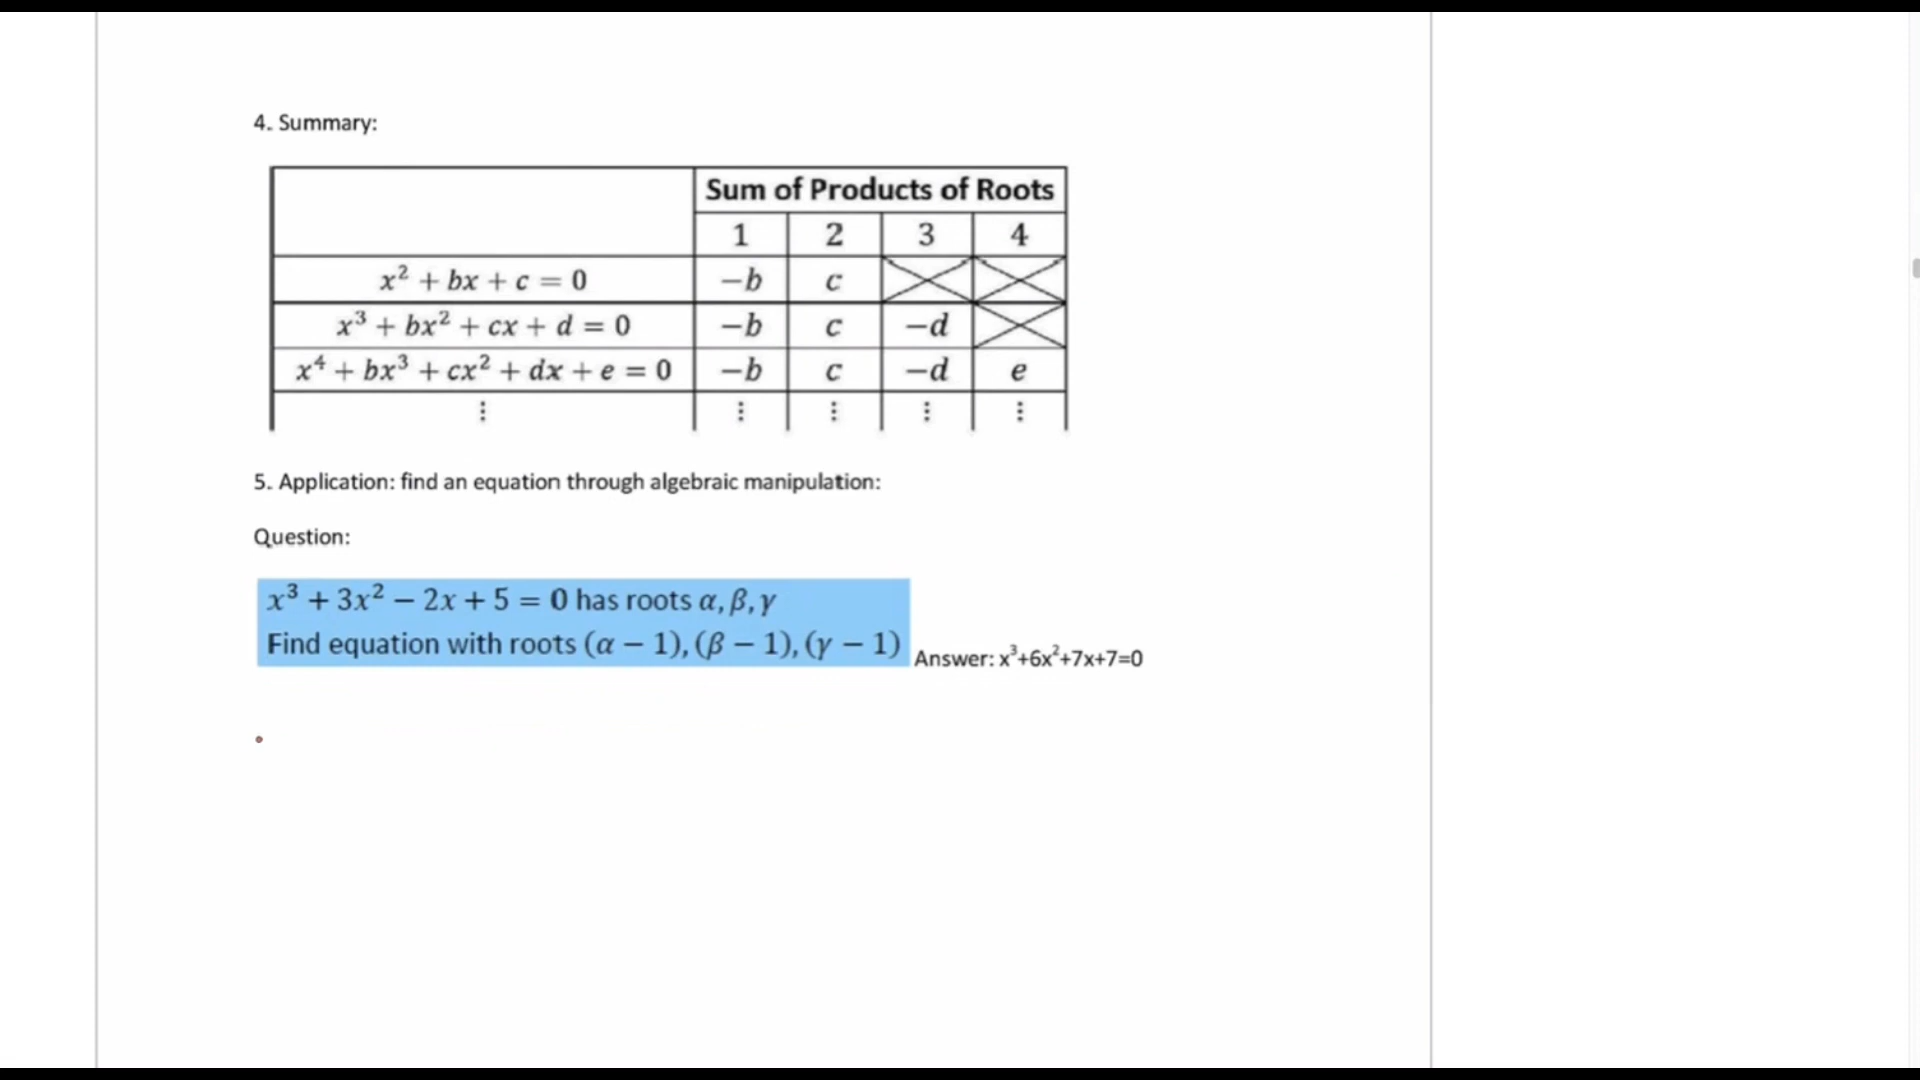 4. Summary:
Sum of Products of Roots
1 2 3 4
x² + bx + c = 0 −b c
x³ + bx² + cx + d = 0 −b c −d
x⁴ + bx³ + cx² + dx + e = 0 −b c −d e
⋮ ⋮ ⋮ ⋮ ⋮
5. Application: find an equation through algebraic manipulation:
Question:
x³ + 3x² − 2x + 5 = 0 has roots α, β, γ
Find equation with roots (α − 1), (β − 1), (γ − 1) Answer: x³+6x²+7x+7=0